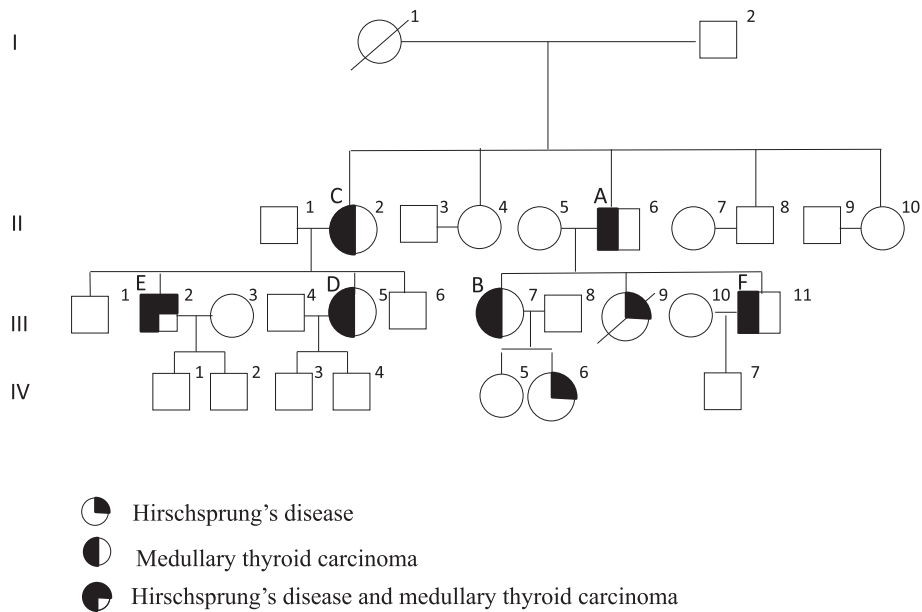 I
1
2
II
1
C
2
3
4
5
A
6
7
8
9
10
III
1
E
2
3
4
D
5
6
B
7
8
9
10
F
11
IV
1
2
3
4
5
6
7
Hirschsprung’s disease
Medullary thyroid carcinoma
Hirschsprung’s disease and medullary thyroid carcinoma